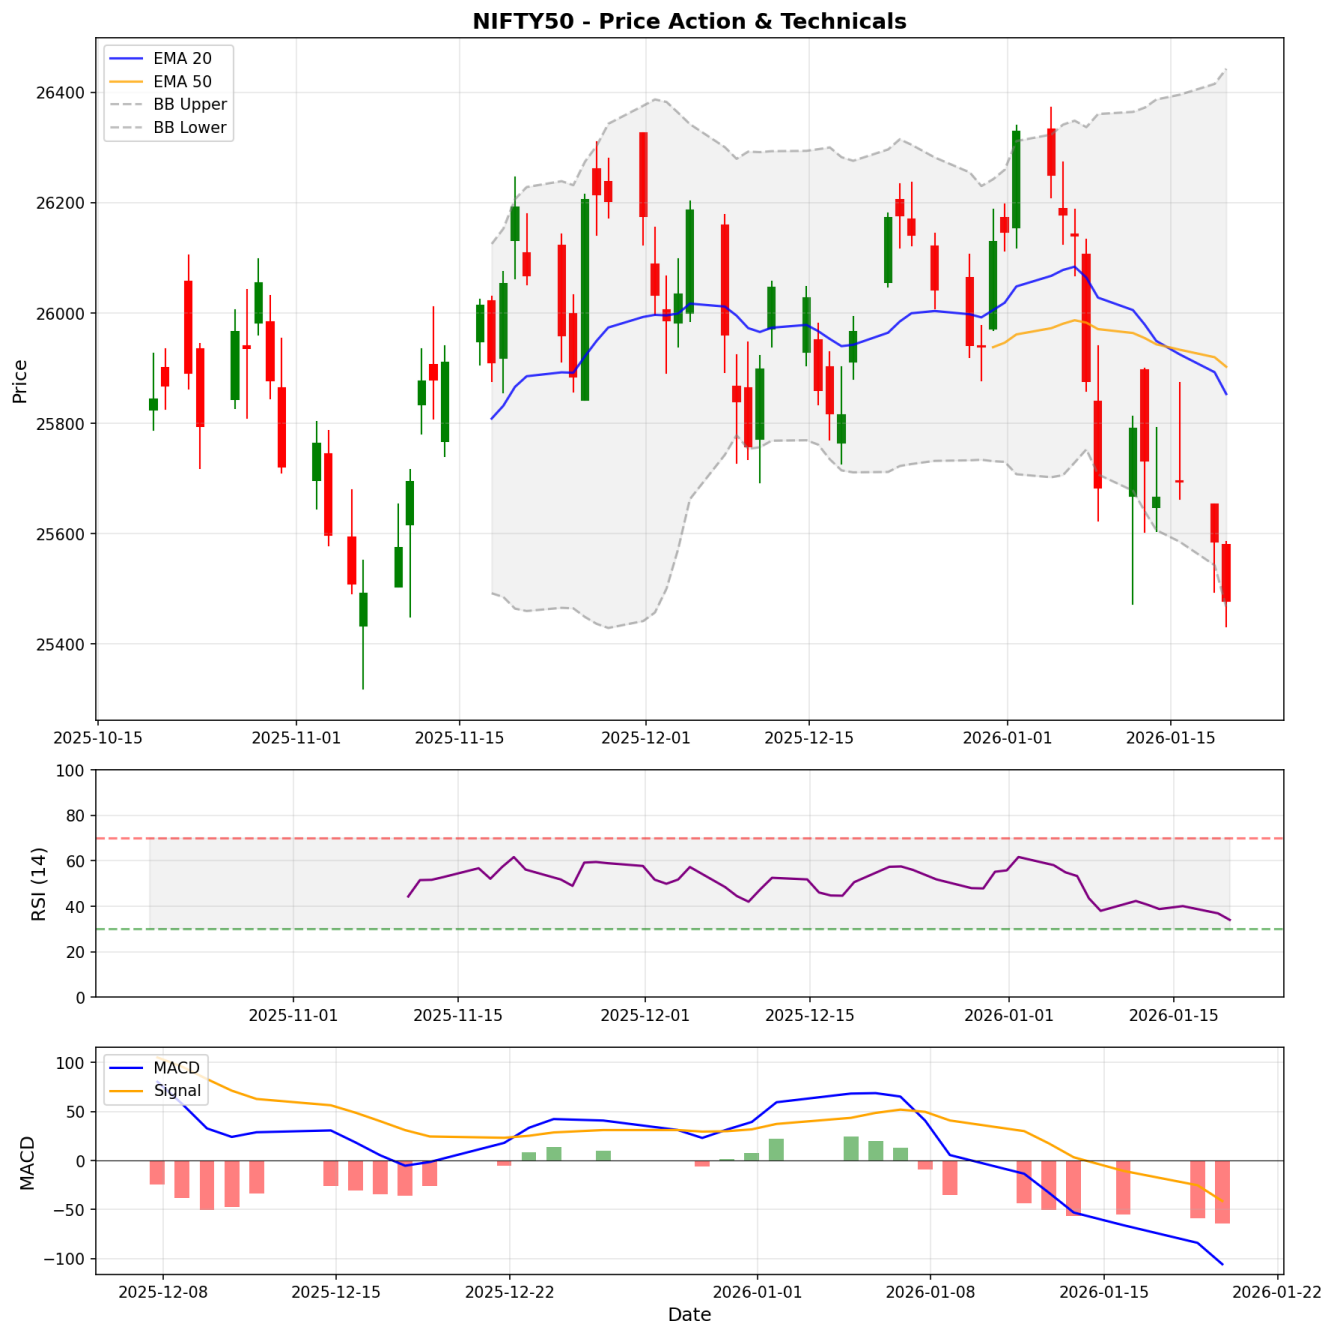 NIFTY50 - Price Action & Technicals
EMA 20
EMA 50
BB Upper
BB Lower
26400
26200
26000
25800
25600
25400
Price
2025-10-15 2025-11-01 2025-11-15 2025-12-01 2025-12-15 2026-01-01 2026-01-15
100
80
60
40
20
0
RSI (14)
2025-11-01 2025-11-15 2025-12-01 2025-12-15 2026-01-01 2026-01-15
MACD
Signal
100
50
0
−50
−100
MACD
2025-12-08 2025-12-15 2025-12-22 2026-01-01 2026-01-08 2026-01-15 2026-01-22
Date